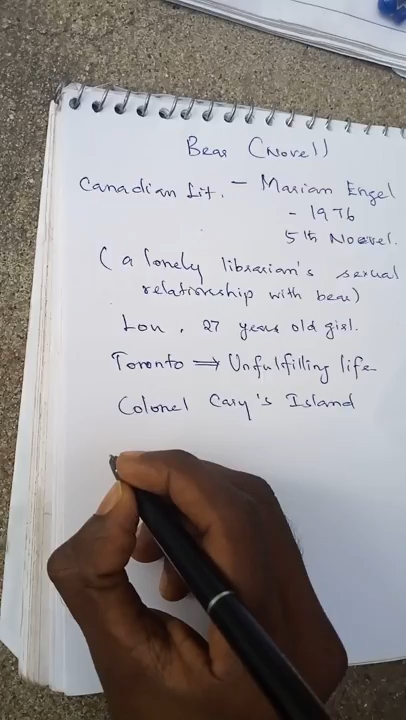 Bear (Novel)
Canadian Lit. - Marian Engel
- 1976
5th Noevel.
(a lonely librarian's sexual
relationship with bear)
Lou, 27 years old girl.
Toronto ⇒ Unfulfilling life
Colonel Cary's Island